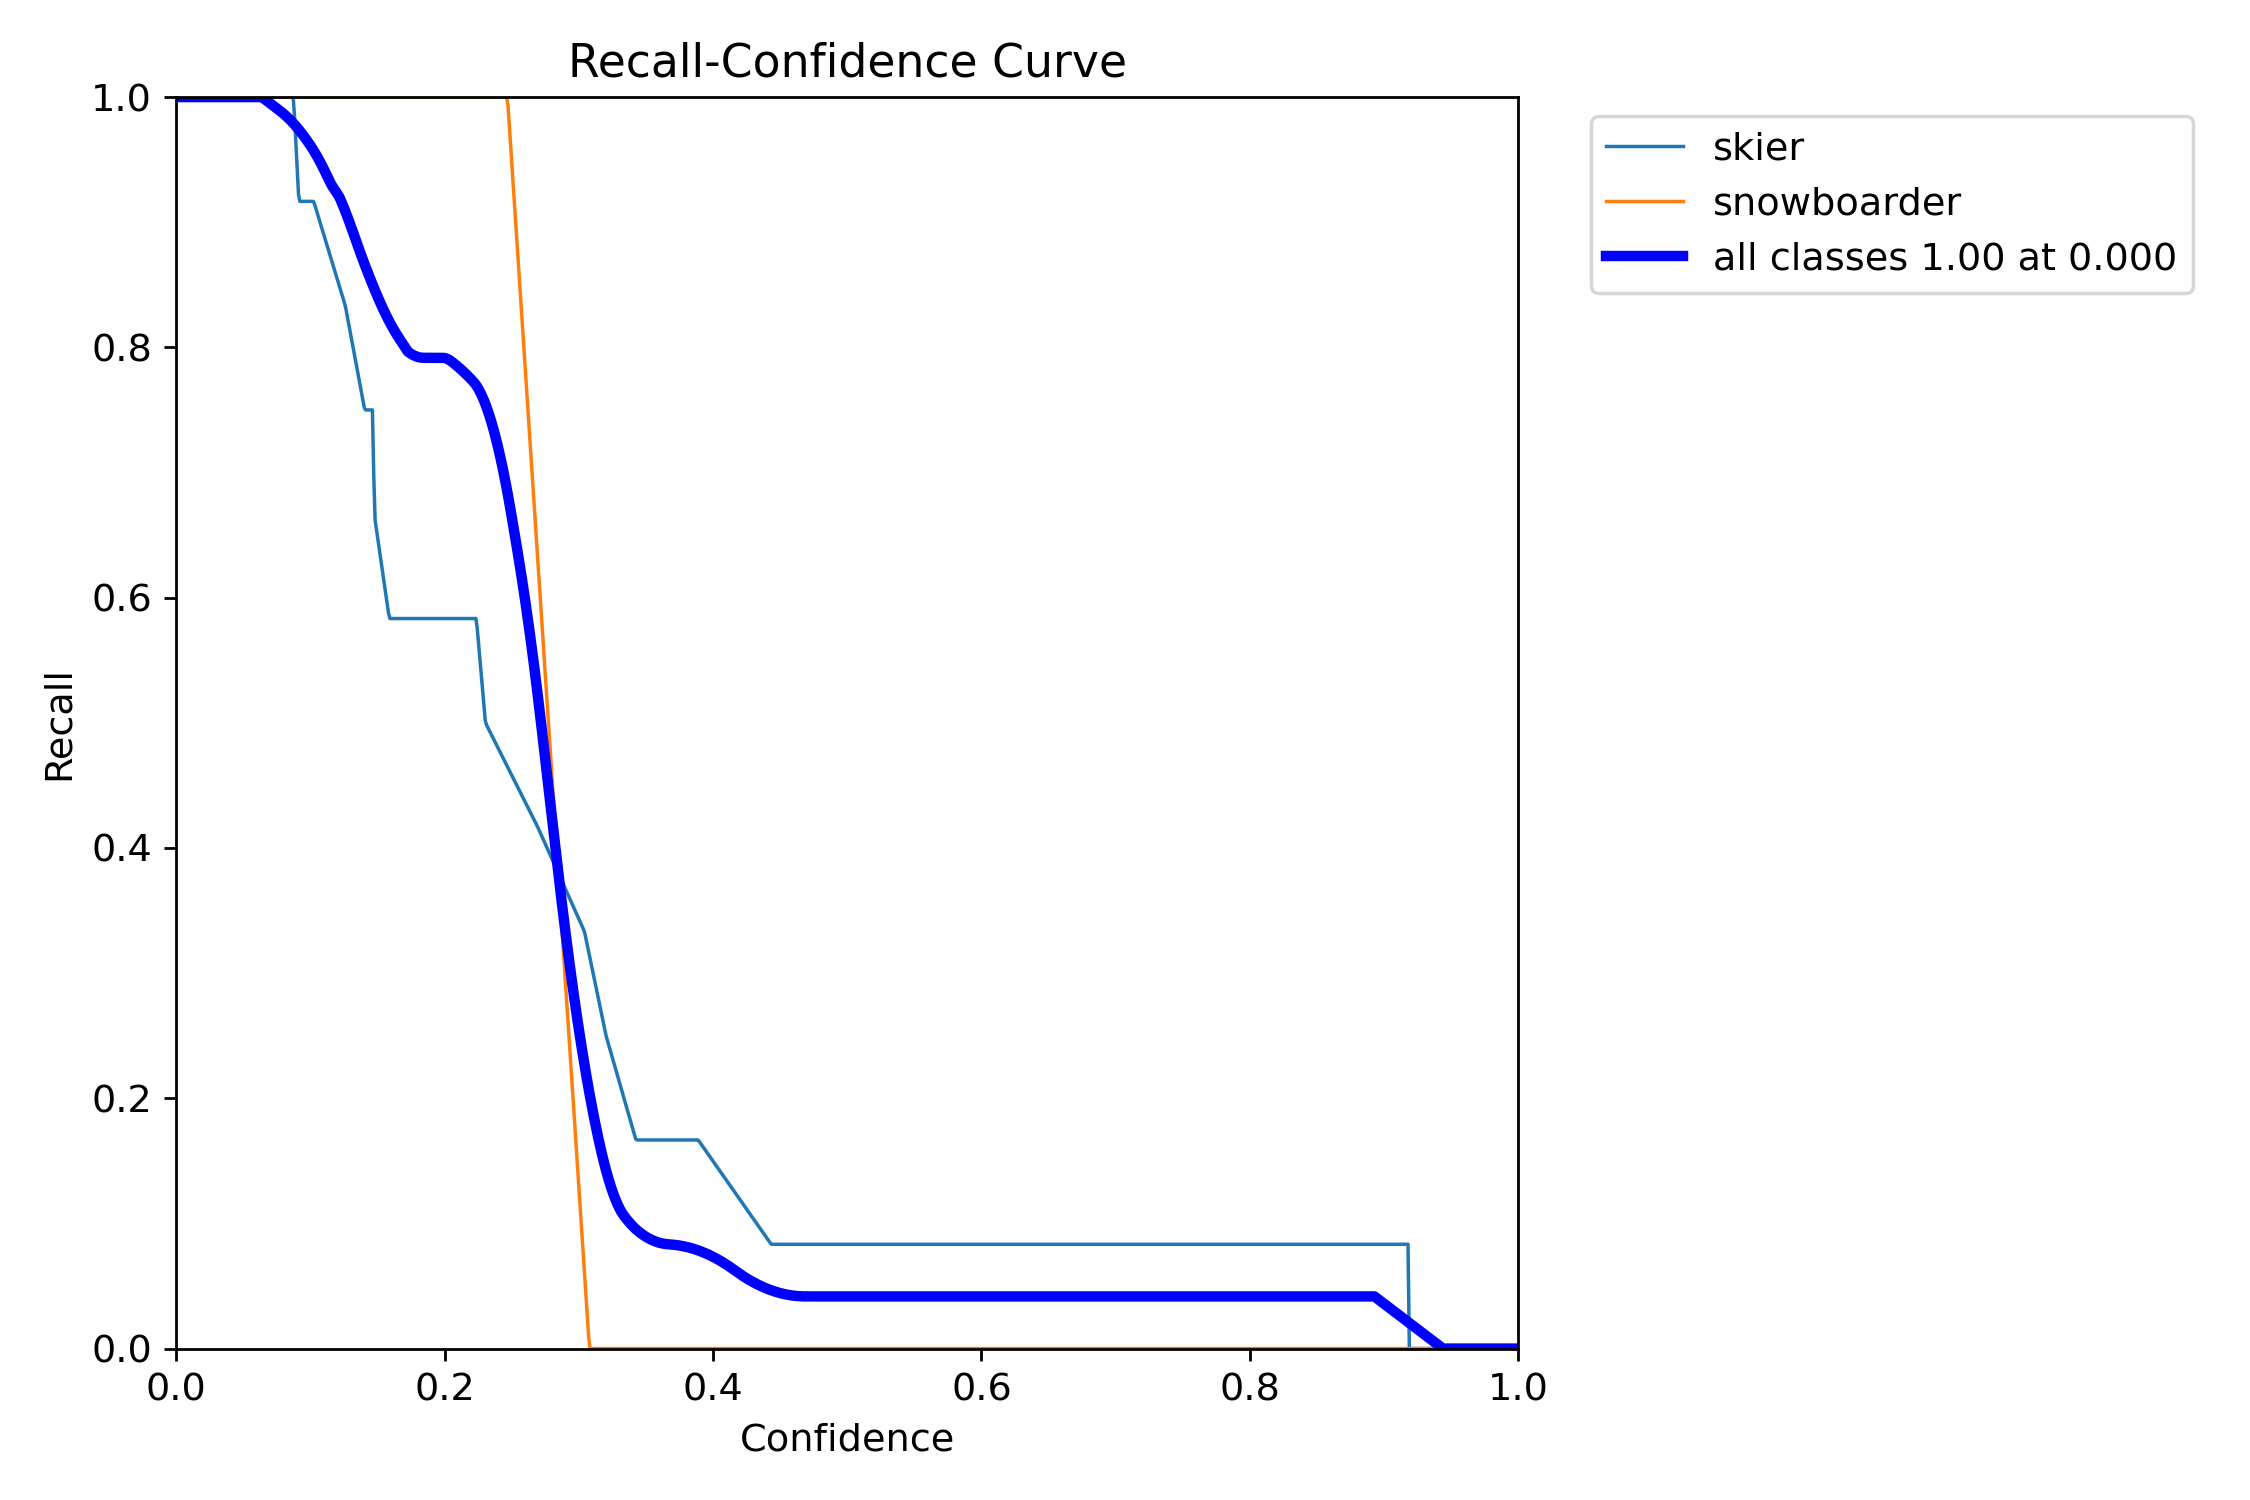 Recall-Confidence Curve
1.0
0.8
0.6
0.4
0.2
0.0
Recall
0.0 0.2 0.4 0.6 0.8 1.0
Confidence
skier
snowboarder
all classes 1.00 at 0.000